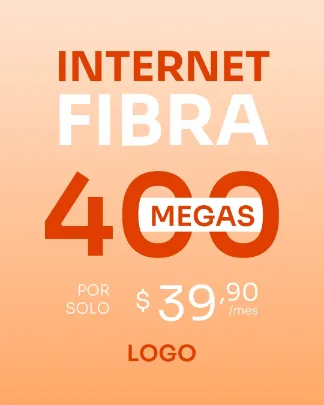 INTERNET
FIBRA
400
MEGAS
POR
SOLO
$ 39,90
/mes
LOGO